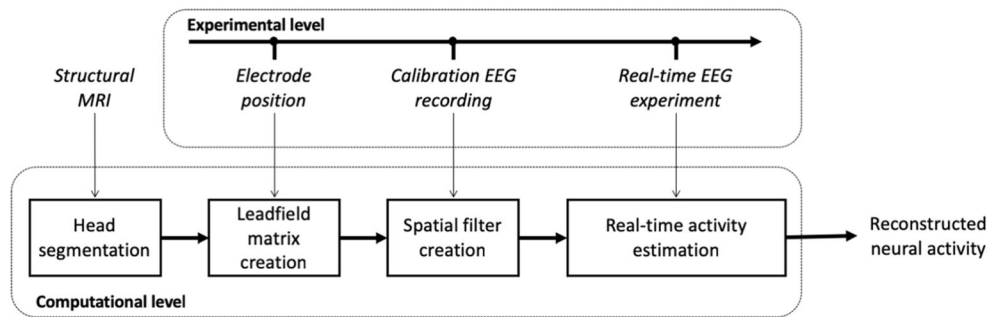 Experimental level
Structural
MRI
Electrode
position
Calibration EEG
recording
Real-time EEG
experiment
Head
segmentation
Leadfield
matrix
creation
Spatial filter
creation
Real-time activity
estimation
Reconstructed
neural activity
Computational level